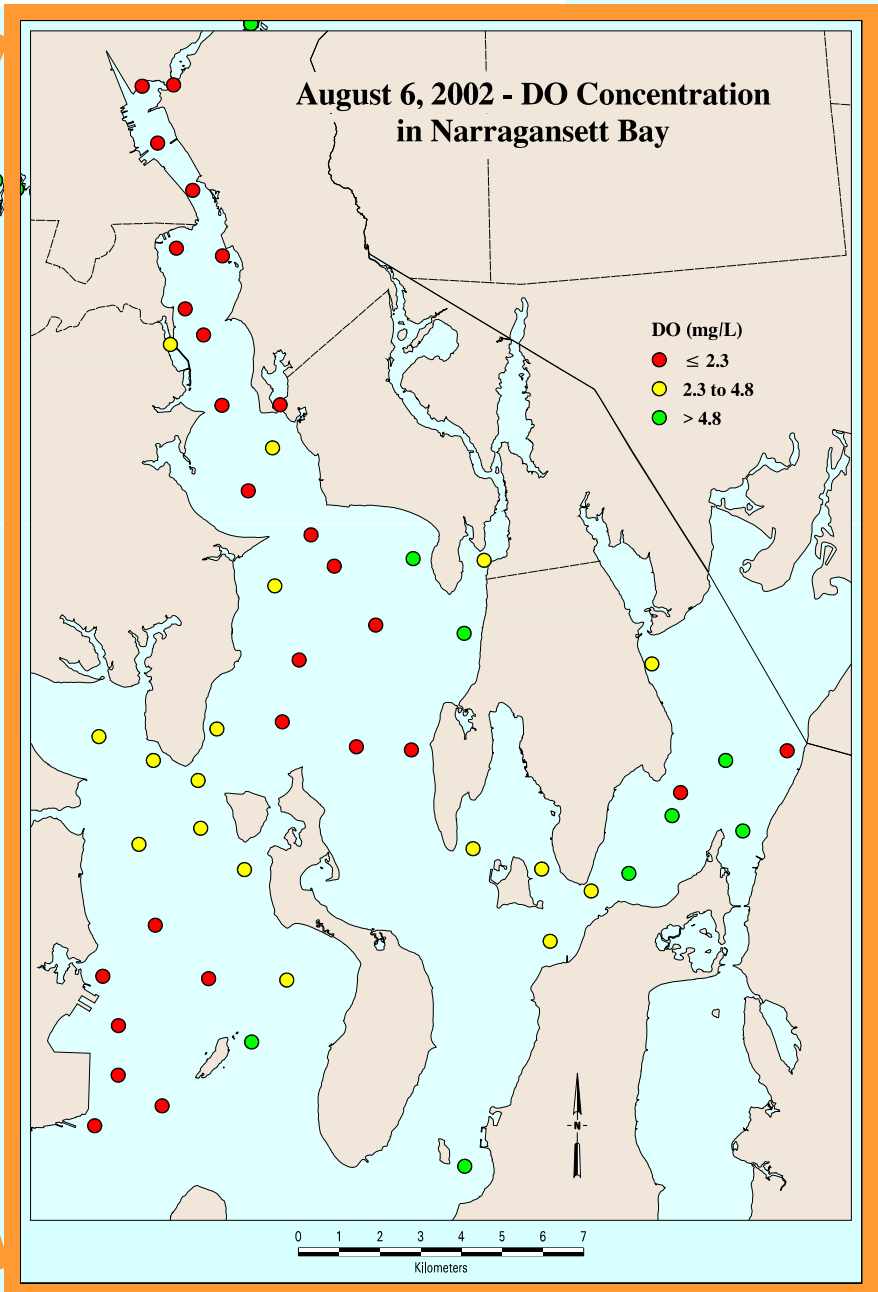 August 6, 2002 - DO Concentration
in Narragansett Bay
DO (mg/L)
≤ 2.3
2.3 to 4.8
> 4.8
N
0 1 2 3 4 5 6 7
Kilometers